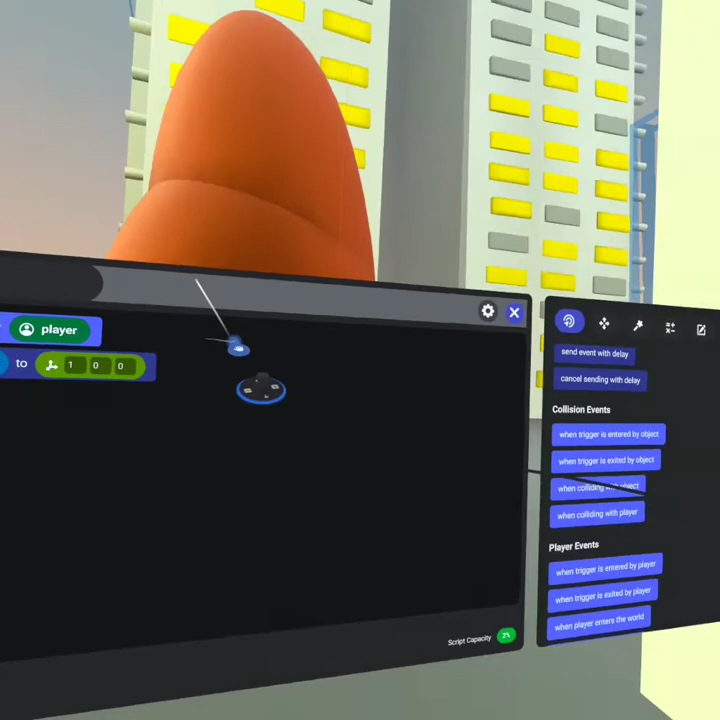 player
to 1 0 0
Script Capacity 2%
send event with delay
cancel sending with delay
Collision Events
when trigger is entered by object
when trigger is exited by object
when colliding with object
when colliding with player
Player Events
when trigger is entered by player
when trigger is exited by player
when player enters the world